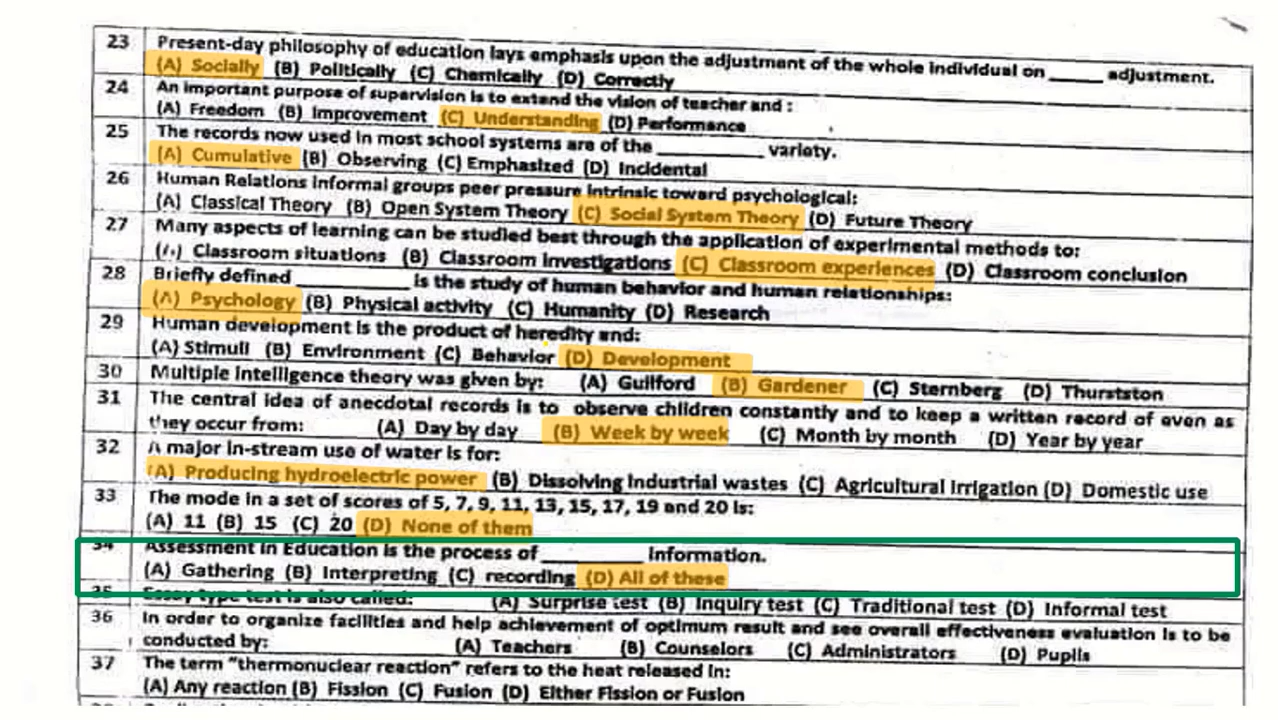 23 Present-day philosophy of education lays emphasis upon the adjustment of the whole individual on ______ adjustment.
(A) Socially (B) Politically (C) Chemically (D) Correctly
24 An important purpose of supervision is to extend the vision of teacher and :
(A) Freedom (B) Improvement (C) Understanding (D) Performance
25 The records now used in most school systems are of the __________ variety.
(A) Cumulative (B) Observing (C) Emphasized (D) Incidental
26 Human Relations informal groups peer pressure intrinsic toward psychological:
(A) Classical Theory (B) Open System Theory (C) Social System Theory (D) Future Theory
27 Many aspects of learning can be studied best through the application of experimental methods to:
(A) Classroom situations (B) Classroom investigations (C) Classroom experiences (D) Classroom conclusion
28 Briefly defined __________ is the study of human behavior and human relationships:
(A) Psychology (B) Physical activity (C) Humanity (D) Research
29 Human development is the product of heredity and:
(A) Stimuli (B) Environment (C) Behavior (D) Development
30 Multiple intelligence theory was given by: (A) Guilford (B) Gardener (C) Sternberg (D) Thurstston
31 The central idea of anecdotal records is to observe children constantly and to keep a written record of even as
they occur from: (A) Day by day (B) Week by week (C) Month by month (D) Year by year
32 A major in-stream use of water is for:
(A) Producing hydroelectric power (B) Dissolving industrial wastes (C) Agricultural irrigation (D) Domestic use
33 The mode in a set of scores of 5, 7, 9, 11, 13, 15, 17, 19 and 20 is:
(A) 11 (B) 15 (C) 20 (D) None of them
34 Assessment in Education is the process of _________ information.
(A) Gathering (B) Interpreting (C) recording (D) All of these
35 Essay type test is also called: (A) Surprise test (B) Inquiry test (C) Traditional test (D) Informal test
36 In order to organize facilities and help achievement of optimum result and see overall effectiveness evaluation is to be
conducted by: (A) Teachers (B) Counselors (C) Administrators (D) Pupils
37 The term "thermonuclear reaction" refers to the heat released in:
(A) Any reaction (B) Fission (C) Fusion (D) Either Fission or Fusion